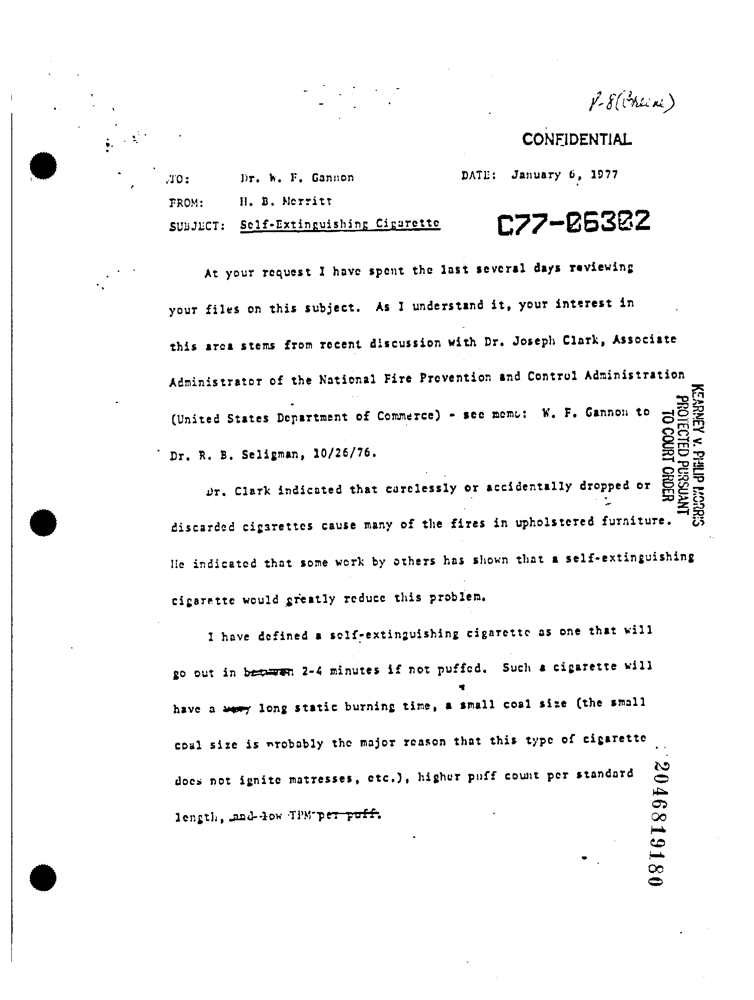 CONFIDENTIAL
TO: Dr. W. F. Gannon DATE: January 6, 1977
FROM: H. B. Merritt
SUBJECT: Self-Extinguishing Cigarette C77-06302
At your request I have spent the last several days reviewing
your files on this subject. As I understand it, your interest in
this area stems from recent discussion with Dr. Joseph Clark, Associate
Administrator of the National Fire Prevention and Control Administration
(United States Department of Commerce) - see memo: W. F. Gannon to
Dr. R. B. Seligman, 10/26/76.
Dr. Clark indicated that carelessly or accidentally dropped or
discarded cigarettes cause many of the fires in upholstered furniture.
He indicated that some work by others has shown that a self-extinguishing
cigarette would greatly reduce this problem.
I have defined a self-extinguishing cigarette as one that will
go out in between 2-4 minutes if not puffed. Such a cigarette will
have a very long static burning time, a small coal size (the small
coal size is probably the major reason that this type of cigarette
does not ignite matresses, etc.), higher puff count per standard
length, and low TPM per puff.
KEARNEY v. PHILIP MORRIS
PROTECTED PURSUANT
TO COURT ORDER
2046819180